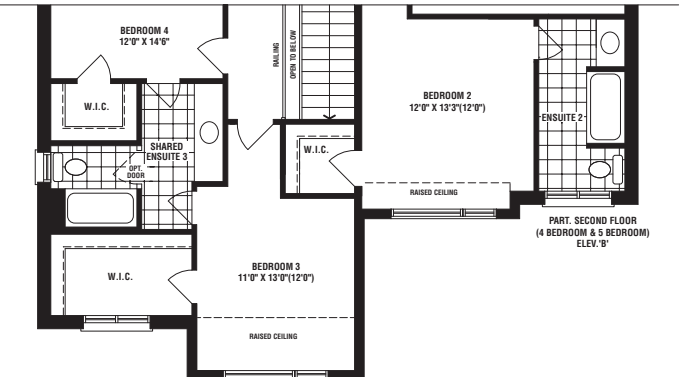 BEDROOM 4
12'0" X 14'6"
RAILING
OPEN TO BELOW
W.I.C.
BEDROOM 2
12'0" X 13'3"(12'0")
ENSUITE 2
SHARED
ENSUITE 3
OPT.
DOOR
W.I.C.
RAISED CEILING
PART. SECOND FLOOR
(4 BEDROOM & 5 BEDROOM)
ELEV.'B'
W.I.C.
BEDROOM 3
11'0" X 13'0"(12'0")
RAISED CEILING